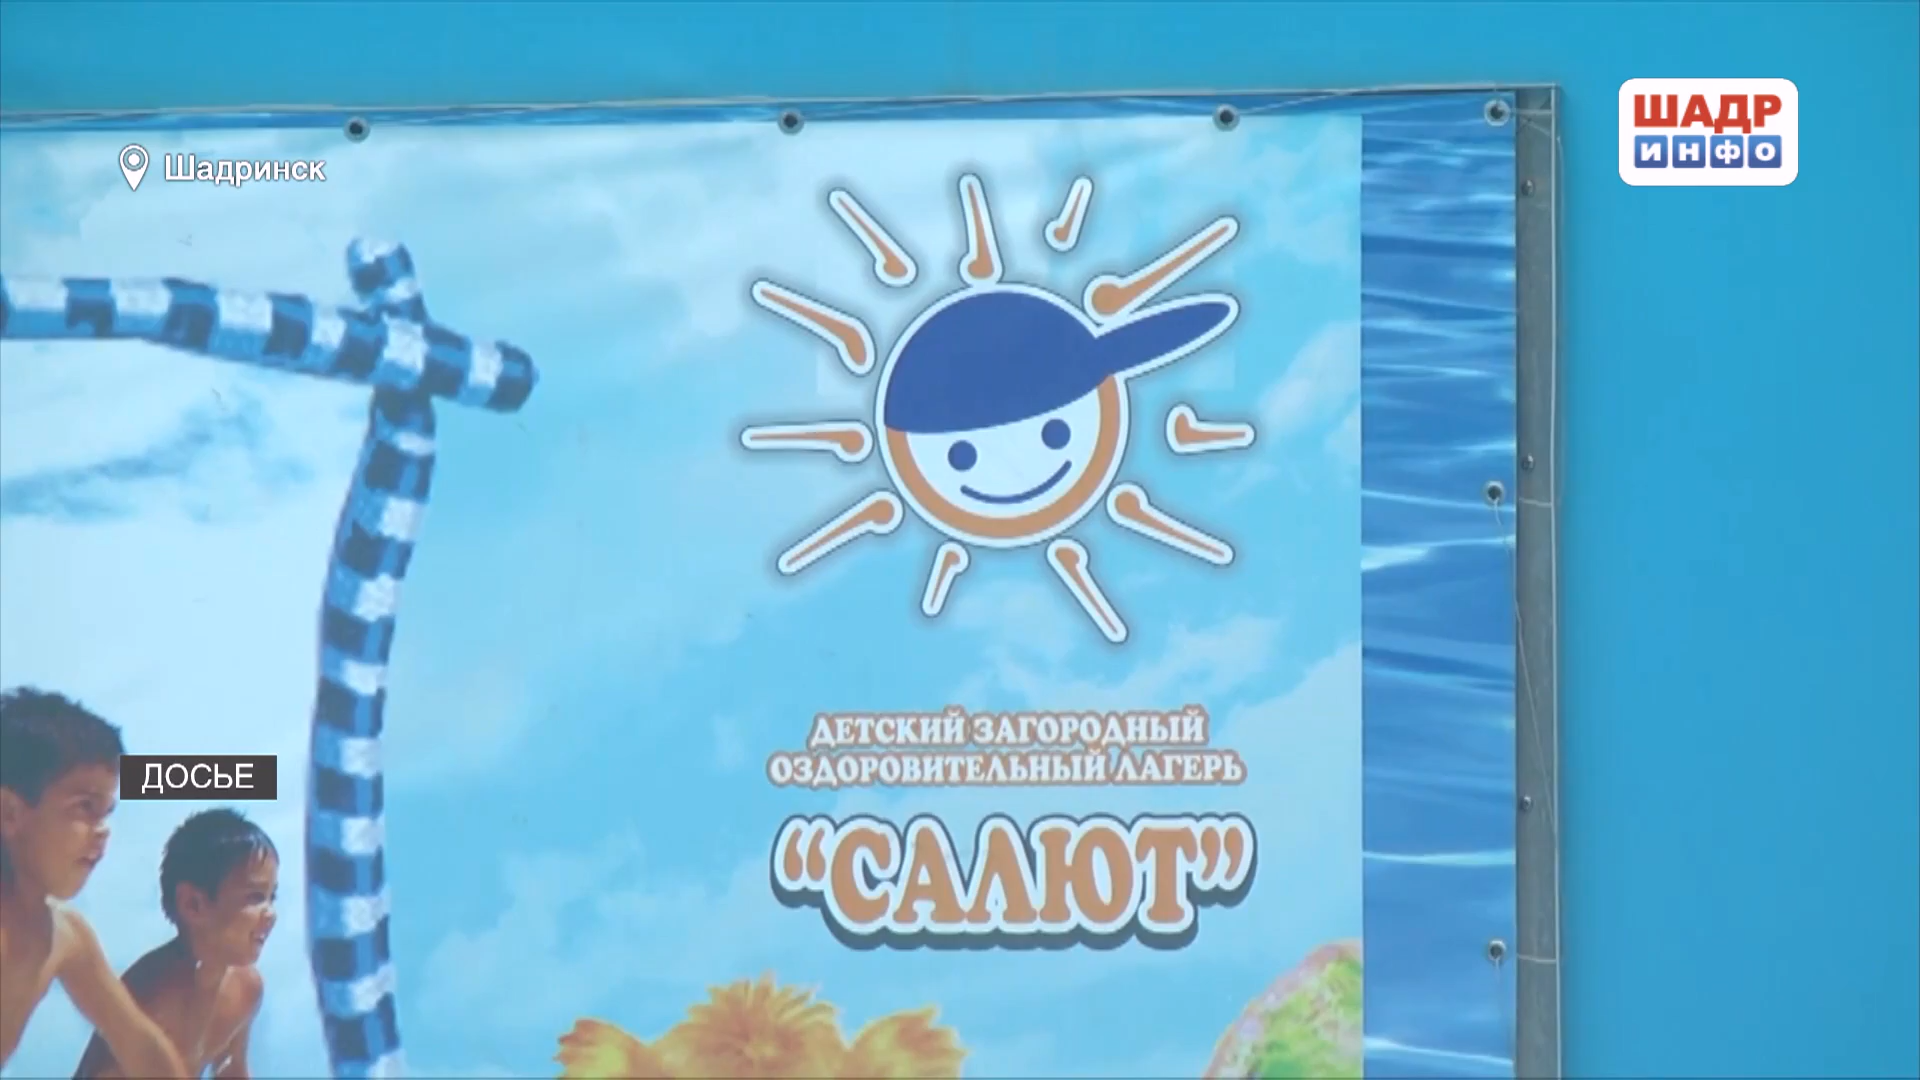 Шадринск
ШАДР
ИНФО
ДЕТСКИЙ ЗАГОРОДНЫЙ
ОЗДОРОВИТЕЛЬНЫЙ ЛАГЕРЬ
“САЛЮТ”
ДОСЬЕ